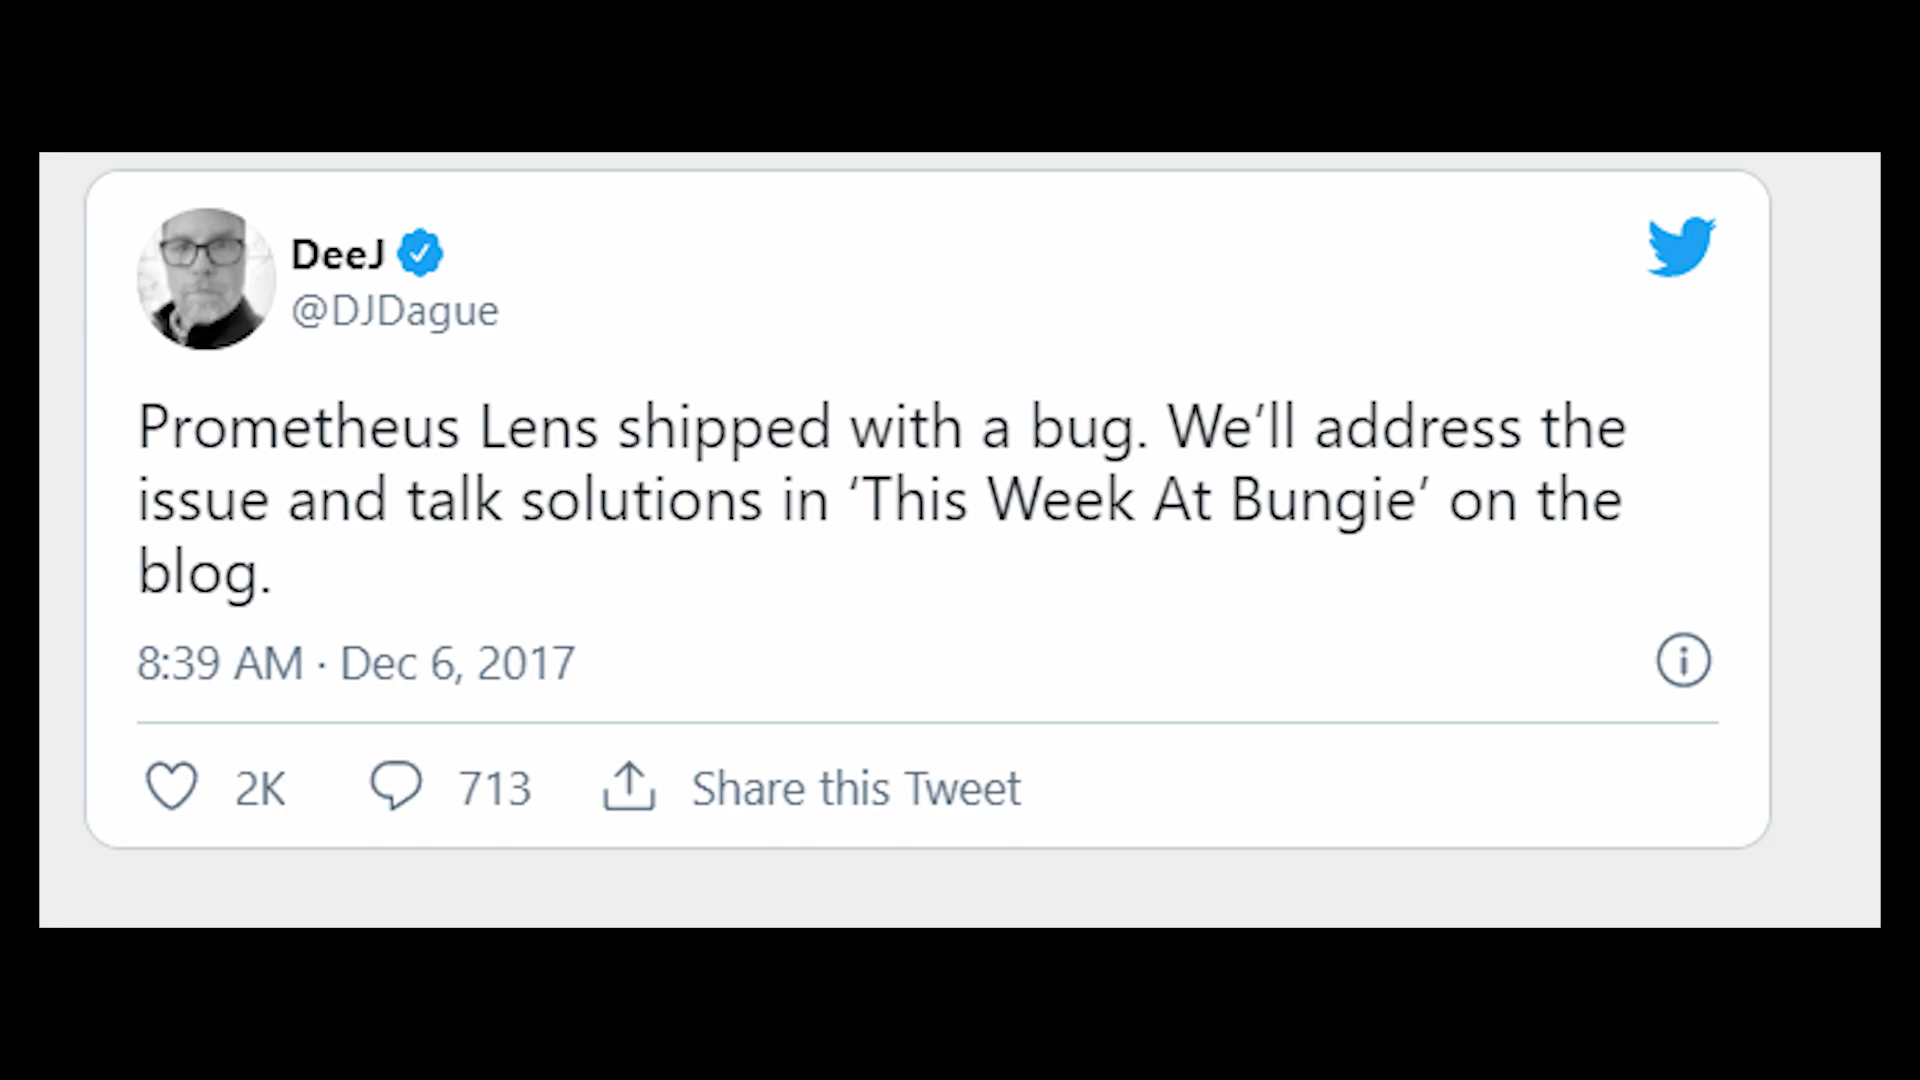 DeeJ
@DJDague
Prometheus Lens shipped with a bug. We’ll address the
issue and talk solutions in ‘This Week At Bungie’ on the
blog.
8:39 AM · Dec 6, 2017
2K 713 Share this Tweet